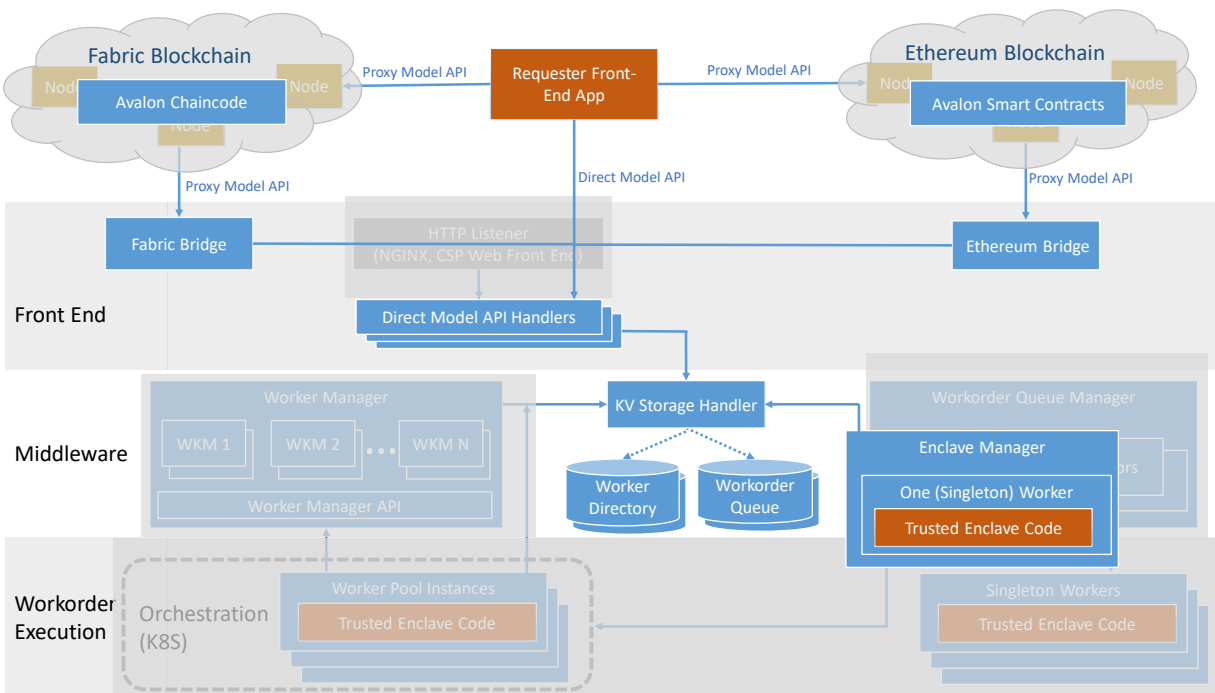 Fabric Blockchain
Node
Node
Node
Avalon Chaincode
Proxy Model API
Requester Front-
End App
Proxy Model API
Ethereum Blockchain
Node
Node
Node
Avalon Smart Contracts
Proxy Model API
Direct Model API
Proxy Model API
Fabric Bridge
HTTP Listener
(NGINX, CSP Web Front End)
Ethereum Bridge
Front End
Direct Model API Handlers
Worker Manager
WKM 1
WKM 2
WKM N
Worker Manager API
KV Storage Handler
Worker
Directory
Workorder
Queue
Workorder Queue Manager
Middleware
Enclave Manager
One (Singleton) Worker
Trusted Enclave Code
Workorder
Execution
Orchestration
(K8S)
Worker Pool Instances
Trusted Enclave Code
Singleton Workers
Trusted Enclave Code